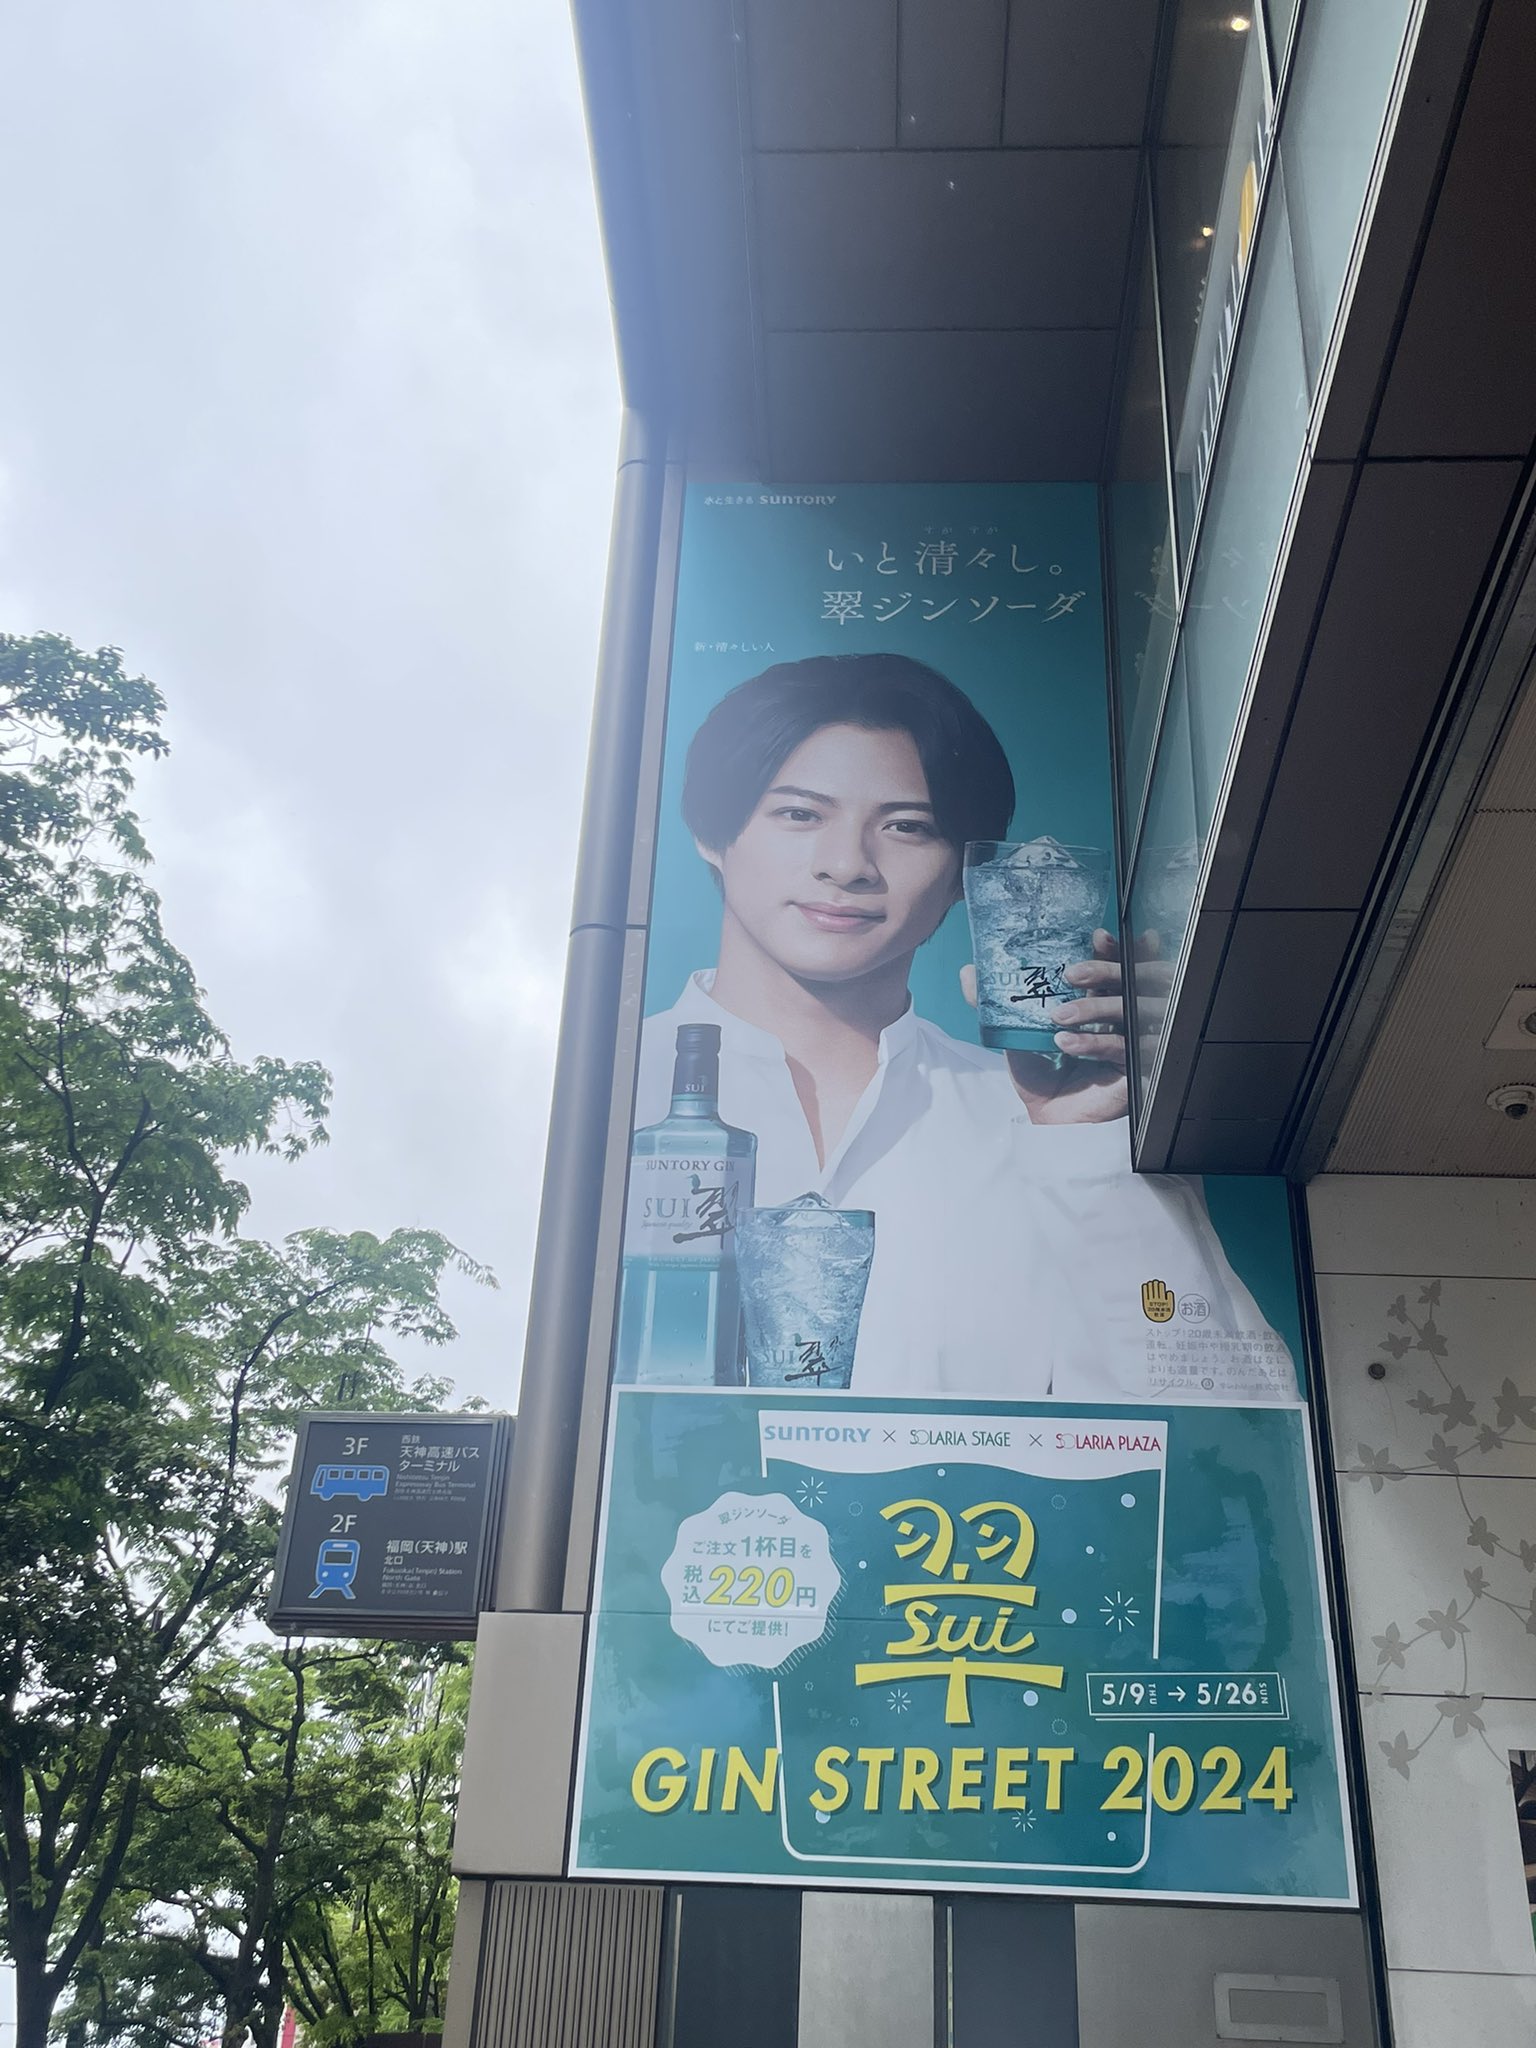 水と生きる SUNTORY
すが すが
いと清々し。
翠ジンソーダ
新・清々しい人
SUI 翠
SUI
SUNTORY GIN
SUI 翠
Japanese quality
SUI 翠
お酒
ストップ!20歳未満飲酒・飲酒
運転。妊娠中や授乳期の飲酒
はやめましょう。お酒はなに
よりも適量です。のんだあとは
リサイクル。
SUNTORY × SOLARIA STAGE × SOLARIA PLAZA
翠ジンソーダ
ご注文1杯目を
税込220円
にてご提供!
翠
sui
5/9 THU → 5/26 SUN
GIN STREET 2024
3F
西鉄
天神高速バス
ターミナル
Nishitetsu Tenjin
Expressway Bus Terminal
2F
福岡(天神)駅
北口
Fukuoka(Tenjin) Station
North Gate